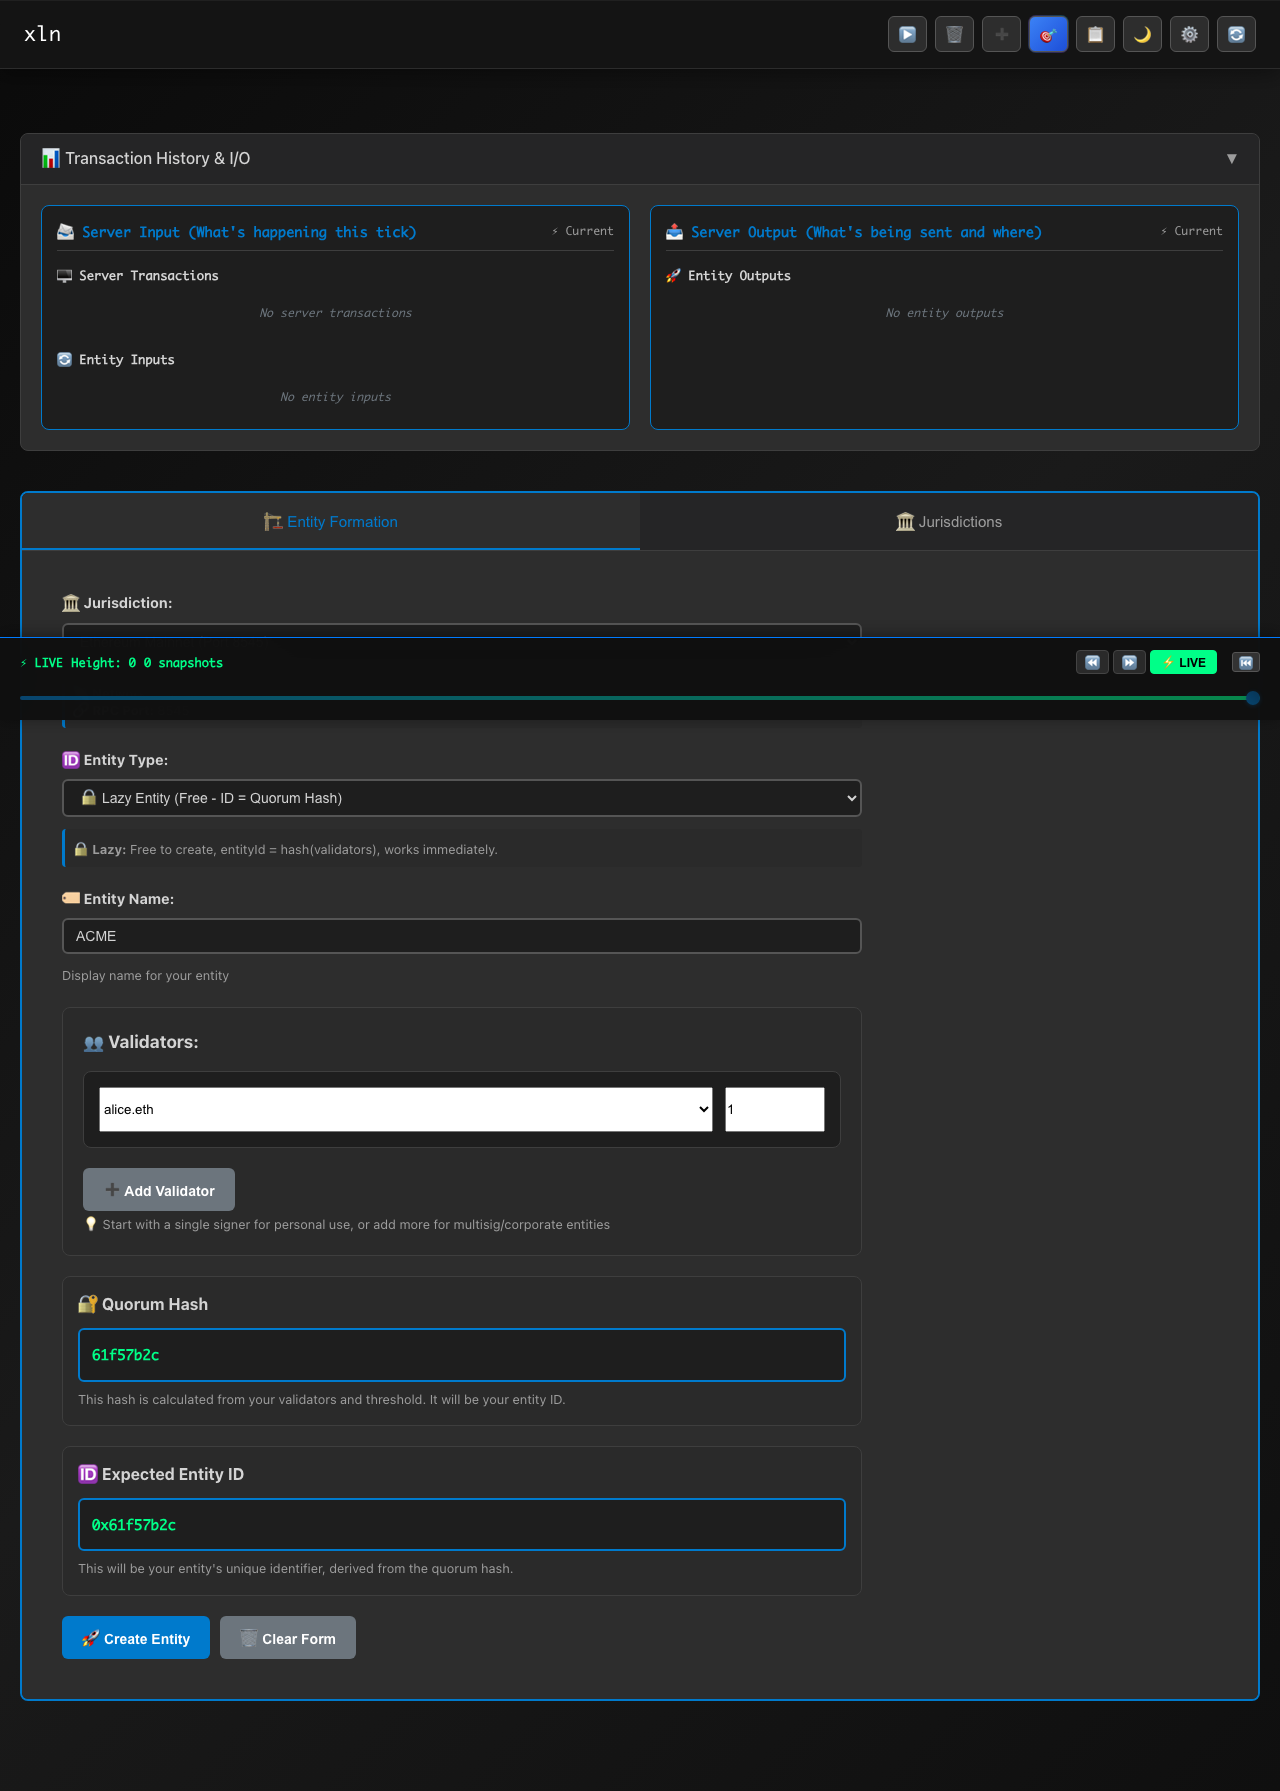 xln
Transaction History & I/O
Server Input (What's happening this tick)
⚡ Current
Server Transactions
No server transactions
Entity Inputs
No entity inputs
Server Output (What's being sent and where)
⚡ Current
Entity Outputs
No entity outputs
Entity Formation
Jurisdictions
Jurisdiction:
⚡ LIVE Height: 0 0 snapshots
⚡ LIVE
🆔 Entity Type:
Lazy Entity (Free - ID = Quorum Hash)
Lazy: Free to create, entityId = hash(validators), works immediately.
Entity Name:
ACME
Display name for your entity
Validators:
alice.eth
1
➕ Add Validator
Start with a single signer for personal use, or add more for multisig/corporate entities
Quorum Hash
61f57b2c
This hash is calculated from your validators and threshold. It will be your entity ID.
🆔 Expected Entity ID
0x61f57b2c
This will be your entity's unique identifier, derived from the quorum hash.
Create Entity
Clear Form